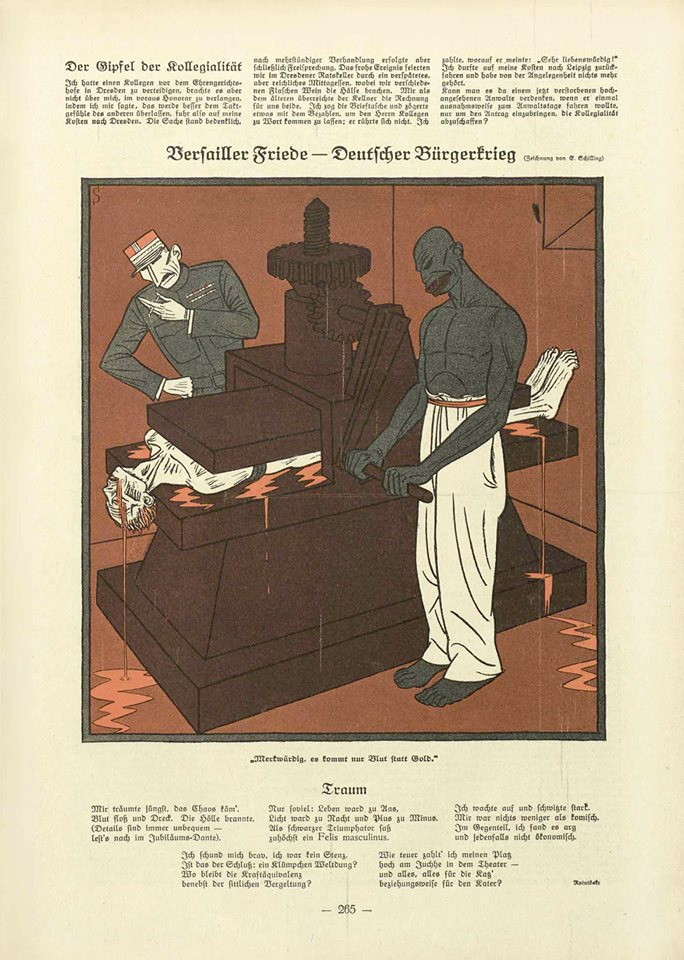 Der Gipfel der Kollegialität
Ich hatte einen Kollegen vor dem Ehrengerichts-
hofe in Dresden zu verteidigen, brachte es aber
nicht über mich, im voraus Honorar zu verlangen,
indem ich mir sagte, das werde besser dem Takt-
gefühle des anderen überlassen, fuhr also auf meine
Kosten nach Dresden. Die Sache stand bedenklich,
nach mehrstündiger Verhandlung erfolgte aber
schließlich Freisprechung. Das frohe Ereignis feierten
wir im Dresdener Ratskeller durch ein verspätetes,
aber reichliches Mittagessen, wobei wir verschiede-
nen Flaschen Wein die Hälse brachen. Mir als
dem älteren überreichte der Kellner die Rechnung
für uns beide. Ich zog die Brieftasche und zögerte
etwas mit dem Bezahlen, um den Herrn Kollegen
zu Wort kommen zu lassen; er rührte sich nicht. Ich
zahlte, worauf er meinte: „Sehr liebenswürdig!"
Ich durfte auf meine Kosten nach Leipzig zurück-
fahren und habe von der Angelegenheit nichts mehr
gehört.
Kann man es da einem jetzt verstorbenen hoch-
angesehenen Anwalte verdenken, wenn er einmal
ausnahmsweise zum Anwaltstage fahren wollte,
nur um den Antrag einzubringen, die Kollegialität
abzuschaffen?
Versailler Friede — Deutscher Bürgerkrieg (Zeichnung von E. Schilling)
S
„Merkwürdig, es kommt nur Blut statt Gold."
Traum
Mir träumte jüngst, das Chaos käm'.
Blut floß und Dreck. Die Hölle brannte.
(Details sind immer unbequem —
lest's nach im Jubiläums-Dante).
Nur soviel: Leben ward zu Aas,
Licht ward zu Nacht und Plus zu Minus.
Als schwarzer Triumphator saß
zuhöchst ein Felis masculinus.
Ich wachte auf und schwitzte stark.
Mir war nichts weniger als komisch.
Im Gegenteil, ich fand es arg
und jedenfalls nicht ökonomisch.
Ich schund mich brav, ich war kein Stenz.
Ist das der Schluß: ein Klümpchen Weltdung?
Wo bleibt die Kraftäquivalenz
benebst der sittlichen Vergeltung?
Wie teuer zahlt' ich meinen Platz
hoch am Juchhe in dem Theater —
und alles, alles für die Katz'
beziehungsweise für den Kater?
Ratatöskr
— 265 —